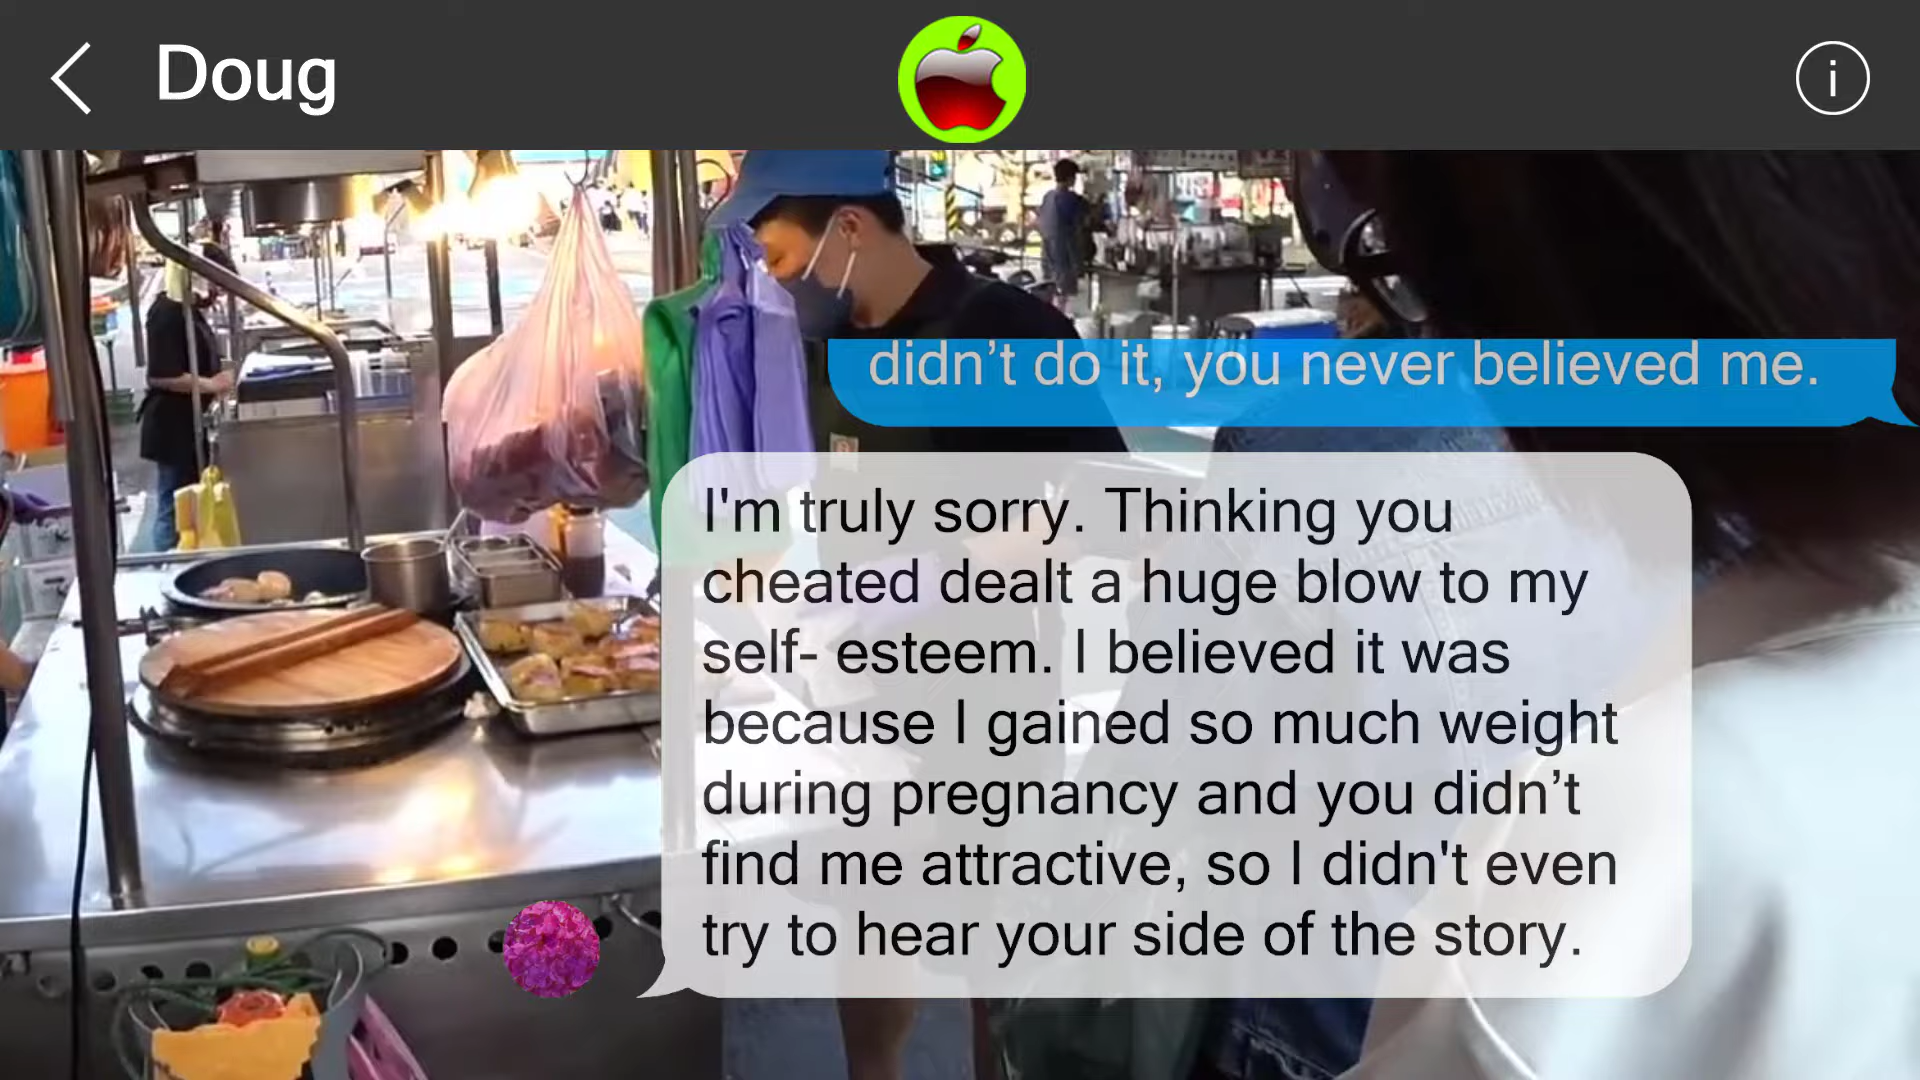 Doug
i
didn’t do it, you never believed me.
I'm truly sorry. Thinking you
cheated dealt a huge blow to my
self- esteem. I believed it was
because I gained so much weight
during pregnancy and you didn’t
find me attractive, so I didn't even
try to hear your side of the story.